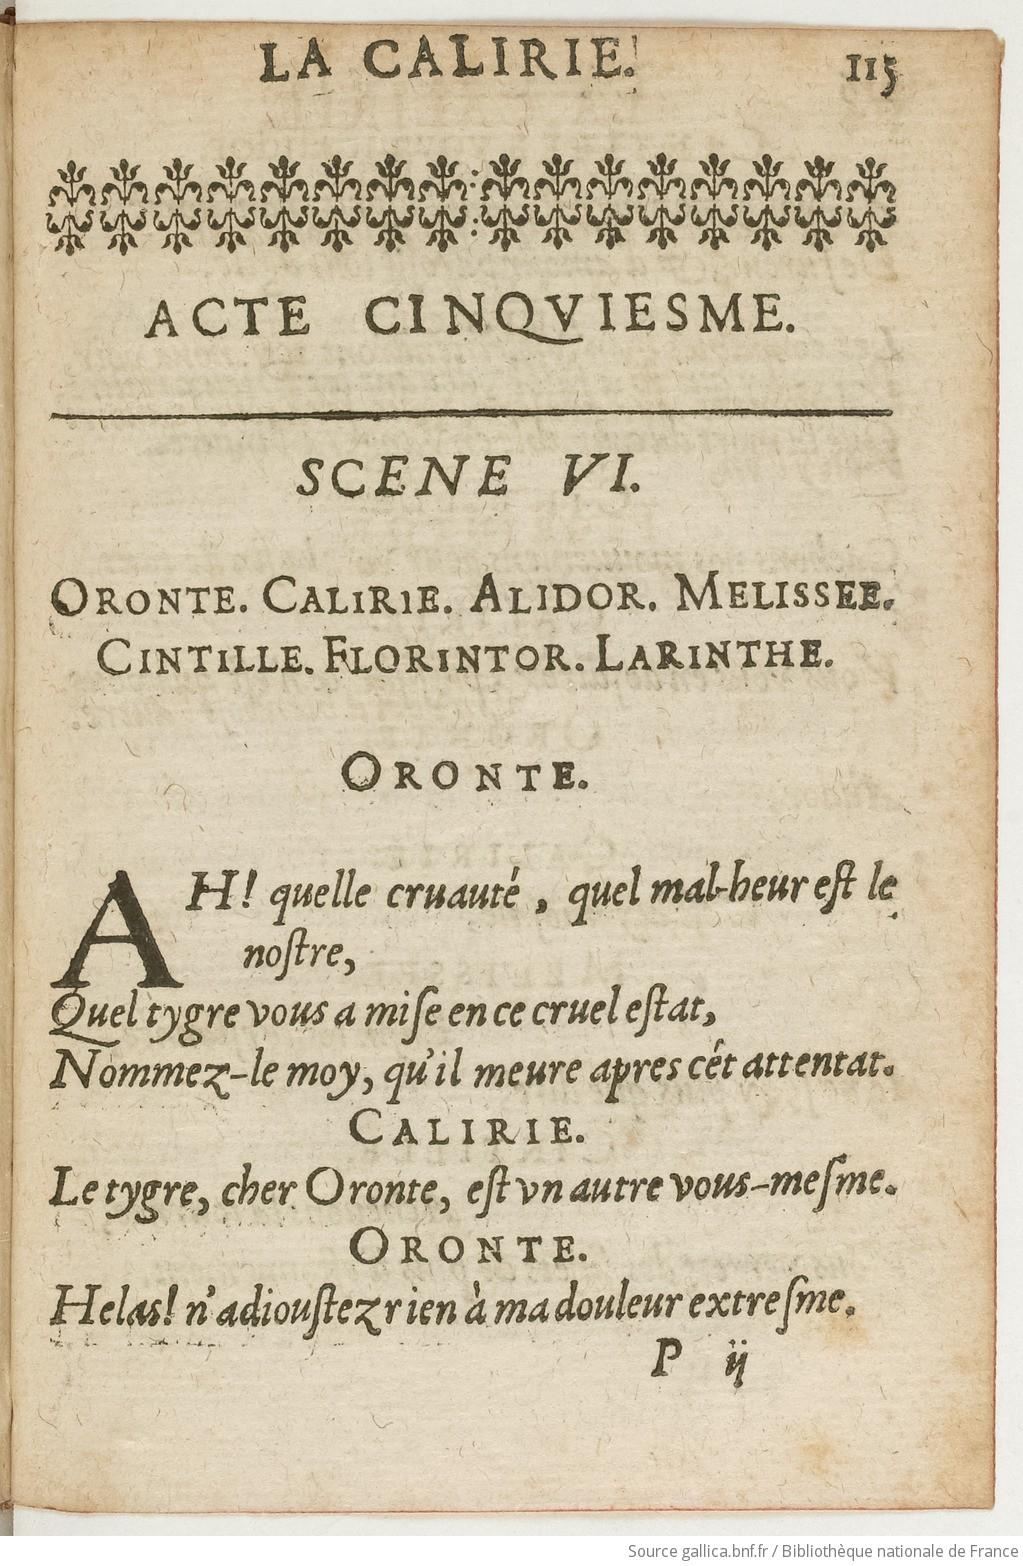 LA CALIRIE. 115
ACTE CINQVIESME.
SCENE VI.
ORONTE. CALIRIE. ALIDOR. MELISSEE.
CINTILLE. FLORINTOR. LARINTHE.
ORONTE.
AH! quelle cruauté, quel mal-heur est le
nostre,
Quel tygre vous a mise en ce cruel estat,
Nommez-le moy, qu'il meure apres cét attentat.
CALIRIE.
Le tygre, cher Oronte, est vn autre vous-mesme.
ORONTE.
Helas! n'adioustez rien à ma douleur extresme.
P ij
Source gallica.bnf.fr / Bibliothèque nationale de France